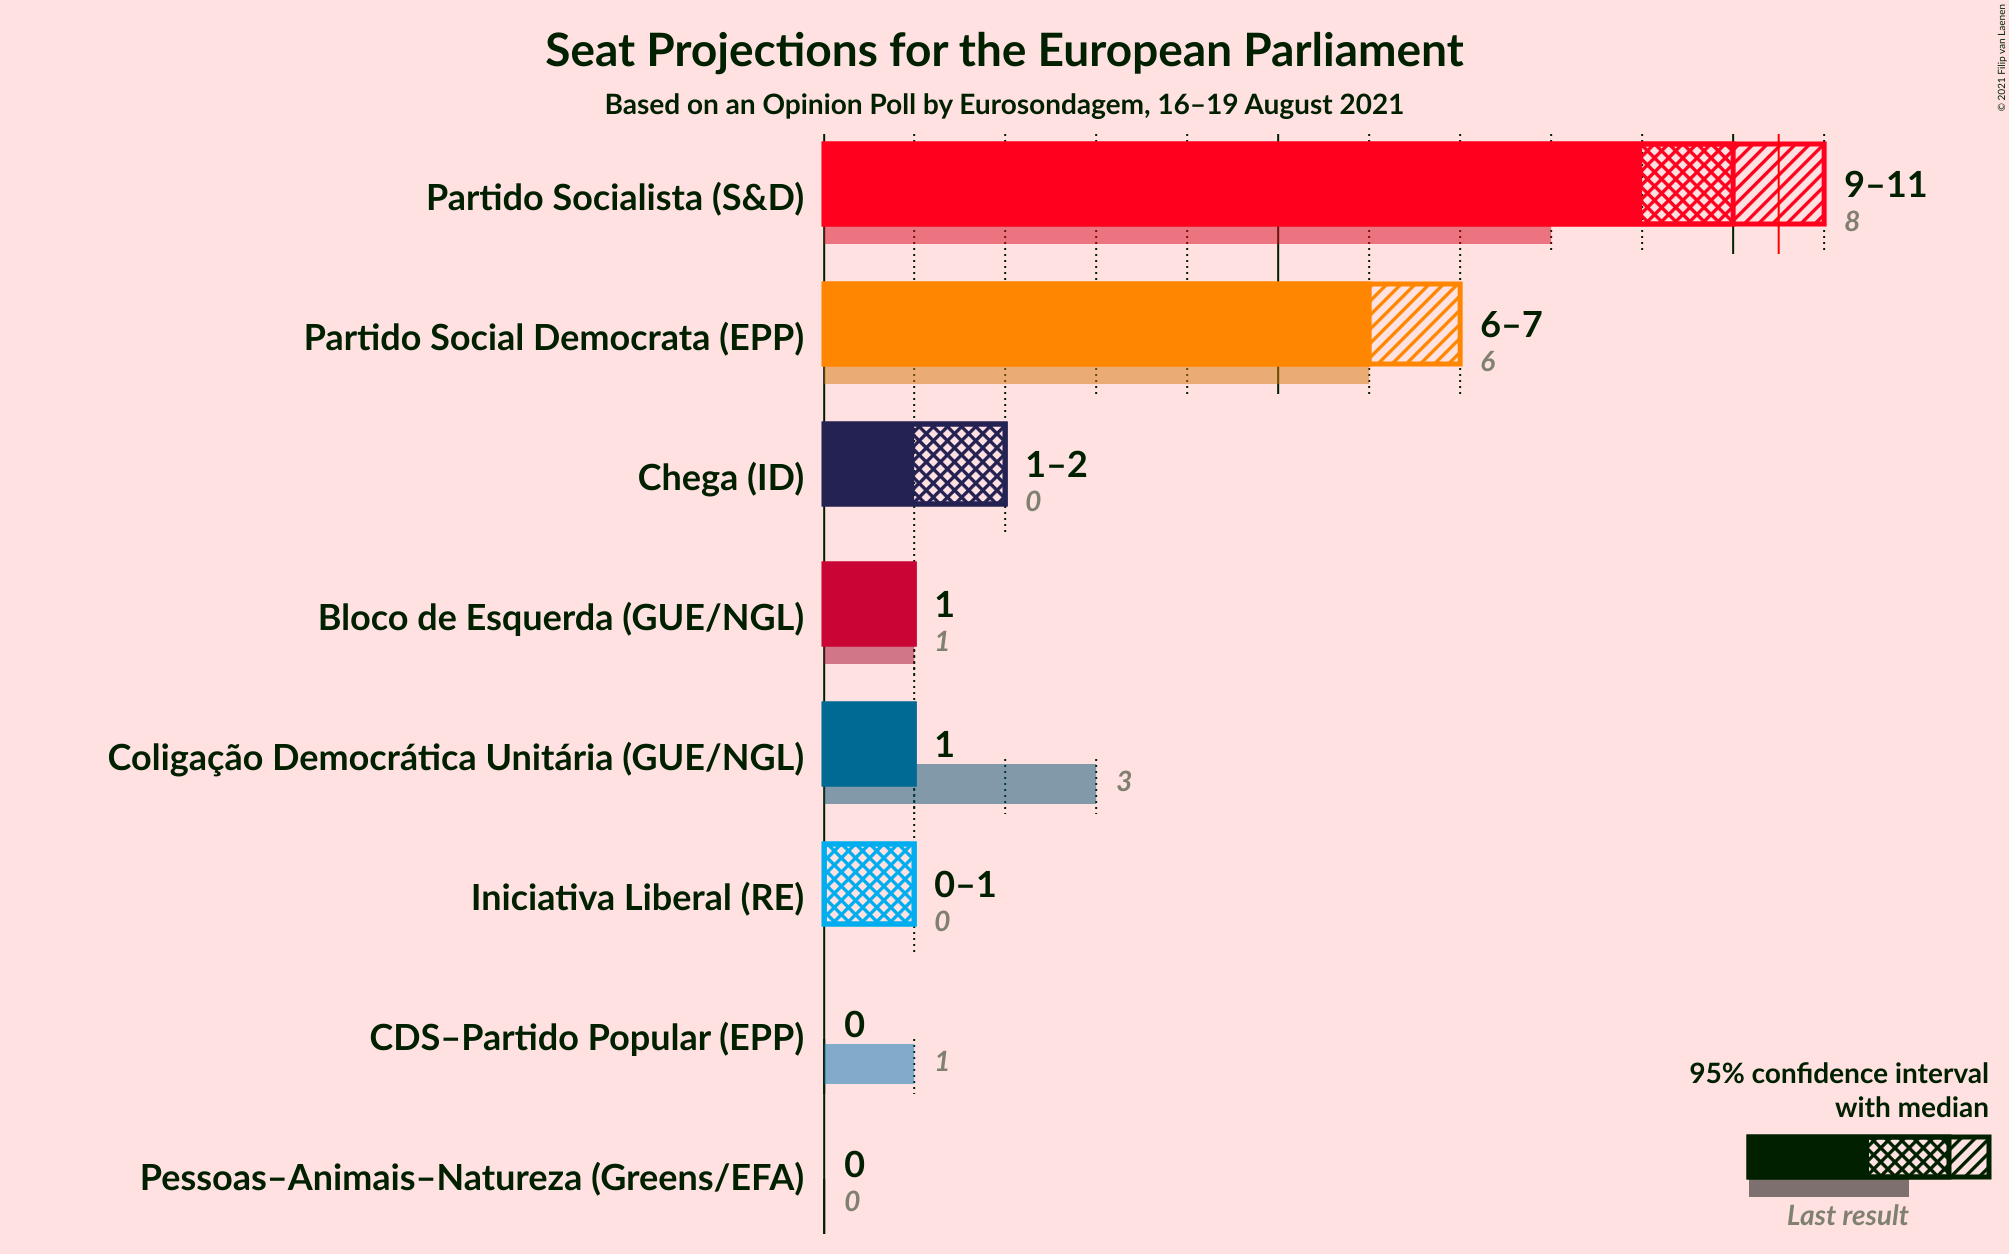 Seat Projections for the European Parliament
Based on an Opinion Poll by Eurosondagem, 16–19 August 2021
© 2021 Filip van Laenen
Partido Socialista (S&D)
9–11
8
Partido Social Democrata (EPP)
6–7
6
Chega (ID)
1–2
0
Bloco de Esquerda (GUE/NGL)
1
1
Coligação Democrática Unitária (GUE/NGL)
1
3
Iniciativa Liberal (RE)
0–1
0
CDS–Partido Popular (EPP)
0
1
Pessoas–Animais–Natureza (Greens/EFA)
0
0
95% confidence interval
with median
Last result